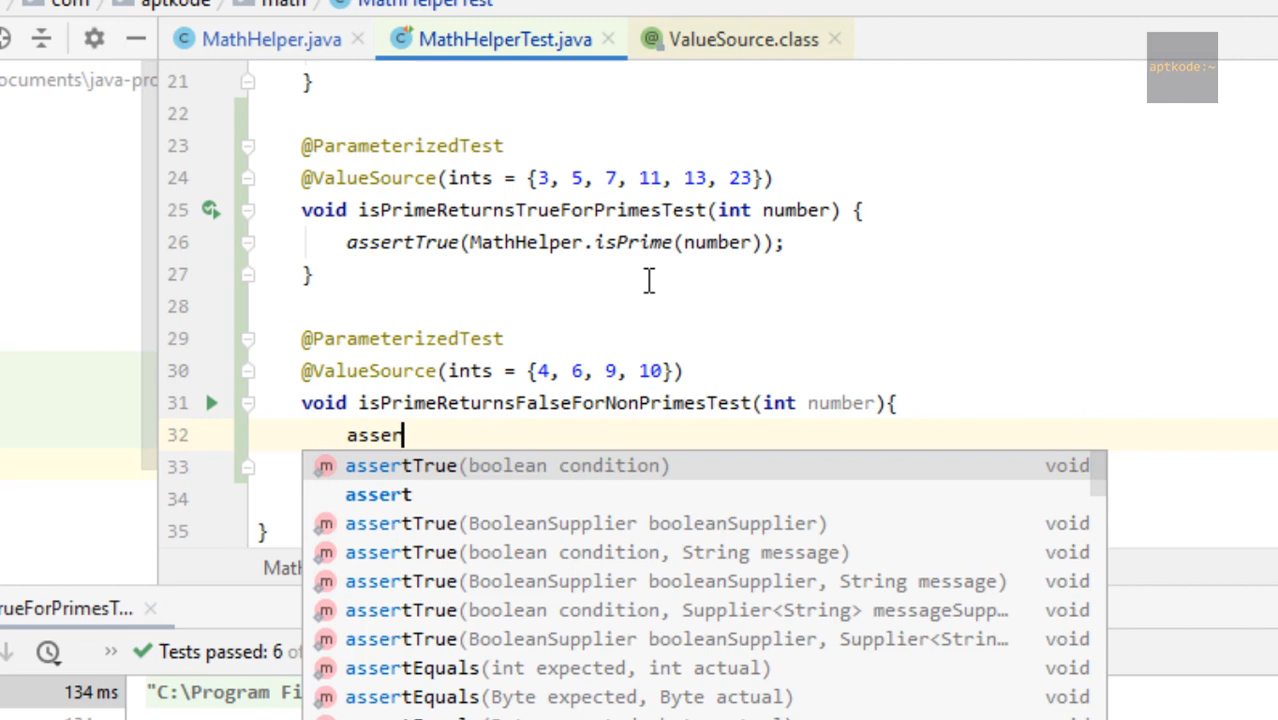 com aptkode math MathHelperTest
MathHelper.java MathHelperTest.java ValueSource.class
aptkode:~
ocuments\java-pro
21 }
22
23 @ParameterizedTest
24 @ValueSource(ints = {3, 5, 7, 11, 13, 23})
25 void isPrimeReturnsTrueForPrimesTest(int number) {
26 assertTrue(MathHelper.isPrime(number));
27 }
28
29 @ParameterizedTest
30 @ValueSource(ints = {4, 6, 9, 10})
31 void isPrimeReturnsFalseForNonPrimesTest(int number){
32 asser
33
34
35 }
assertTrue(boolean condition) void
assert
assertTrue(BooleanSupplier booleanSupplier) void
assertTrue(boolean condition, String message) void
assertTrue(BooleanSupplier booleanSupplier, String message) void
assertTrue(boolean condition, Supplier<String> messageSupp… void
assertTrue(BooleanSupplier booleanSupplier, Supplier<Strin… void
assertEquals(int expected, int actual) void
assertEquals(Byte expected, Byte actual) void
Math
rueForPrimesT...
Tests passed: 6 of
134 ms "C:\Program Fi